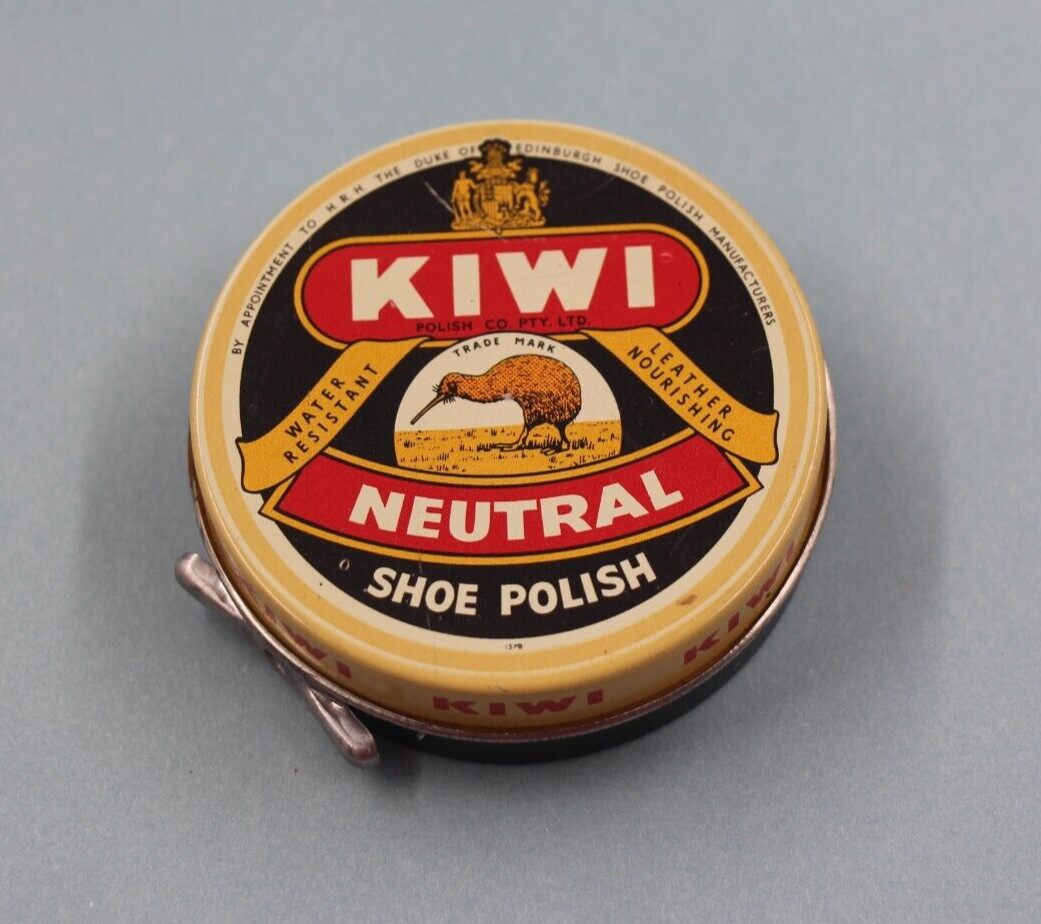 BY APPOINTMENT TO H.R.H. THE DUKE OF EDINBURGH SHOE POLISH MANUFACTURERS
KIWI
POLISH CO. PTY. LTD.
TRADE MARK
WATER
RESISTANT
LEATHER
NOURISHING
NEUTRAL
SHOE POLISH
KIWI
KIWI
KIWI